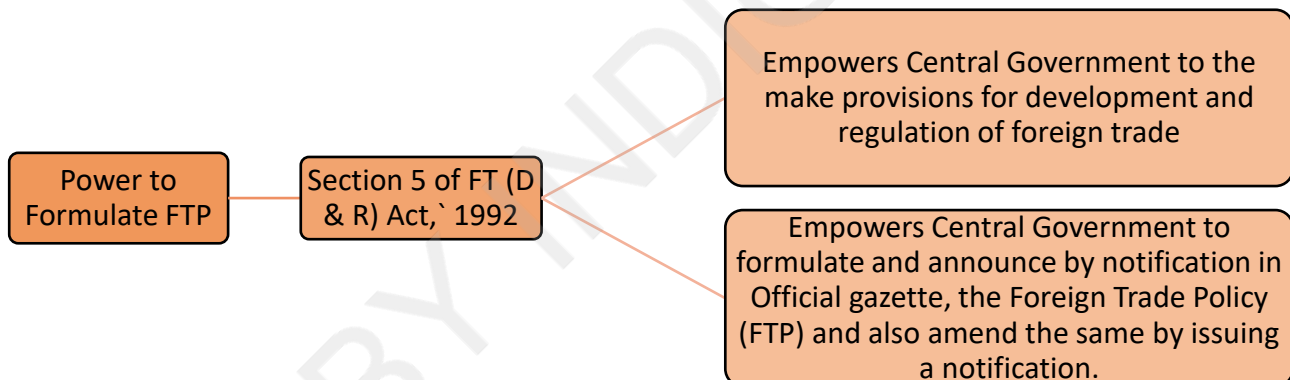 Power to
Formulate FTP
Section 5 of FT (D
& R) Act,` 1992
Empowers Central Government to the
make provisions for development and
regulation of foreign trade
Empowers Central Government to
formulate and announce by notification in
Official gazette, the Foreign Trade Policy
(FTP) and also amend the same by issuing
a notification.
BY INDI